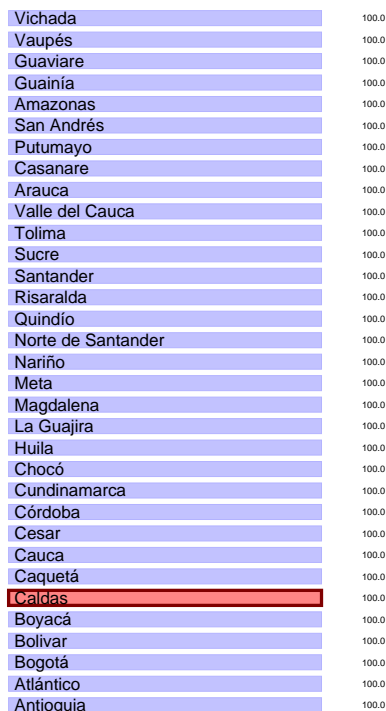 Vichada 100.0
Vaupés 100.0
Guaviare 100.0
Guainía 100.0
Amazonas 100.0
San Andrés 100.0
Putumayo 100.0
Casanare 100.0
Arauca 100.0
Valle del Cauca 100.0
Tolima 100.0
Sucre 100.0
Santander 100.0
Risaralda 100.0
Quindío 100.0
Norte de Santander 100.0
Nariño 100.0
Meta 100.0
Magdalena 100.0
La Guajira 100.0
Huila 100.0
Chocó 100.0
Cundinamarca 100.0
Córdoba 100.0
Cesar 100.0
Cauca 100.0
Caquetá 100.0
Caldas 100.0
Boyacá 100.0
Bolivar 100.0
Bogotá 100.0
Atlántico 100.0
Antioquia 100.0